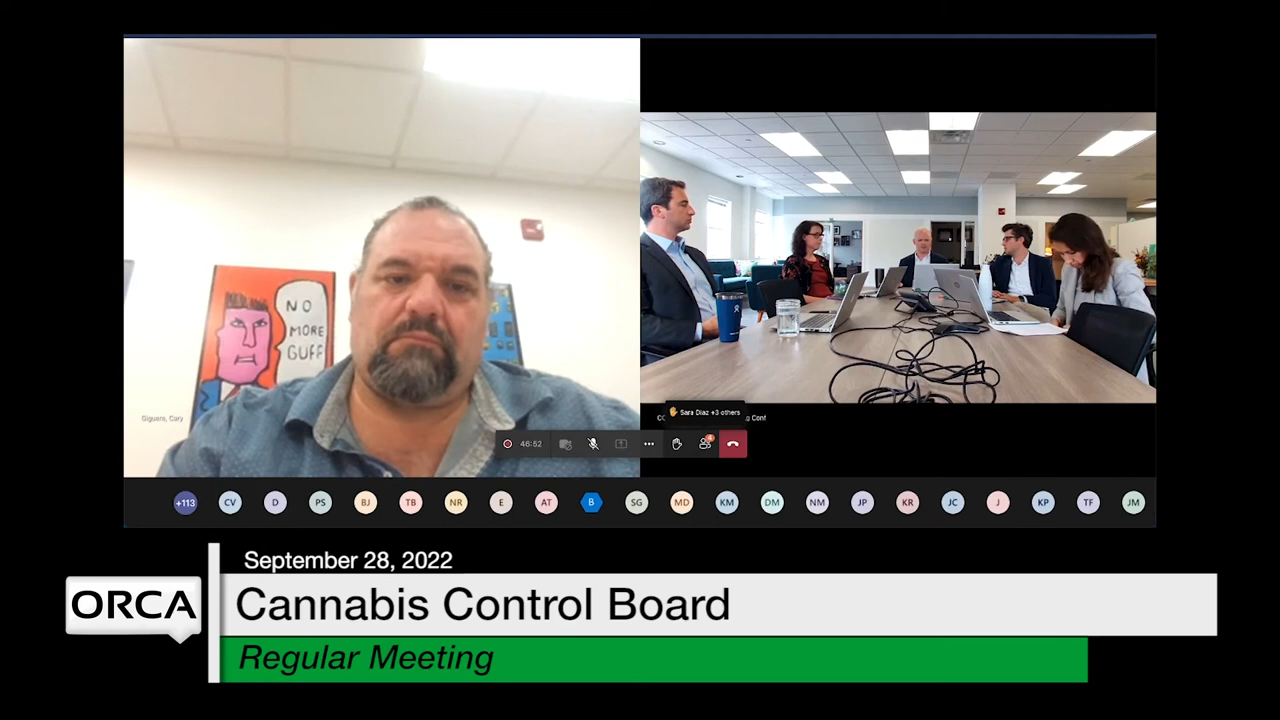 NO
MORE
GUFF
Giguere, Cary
Sara Diaz +3 others
46:52
4
+113
CV
D
PS
BJ
TB
NR
E
AT
B
SG
MD
KM
DM
NM
JP
KR
JC
J
KP
TF
JM
September 28, 2022
ORCA
Cannabis Control Board
Regular Meeting